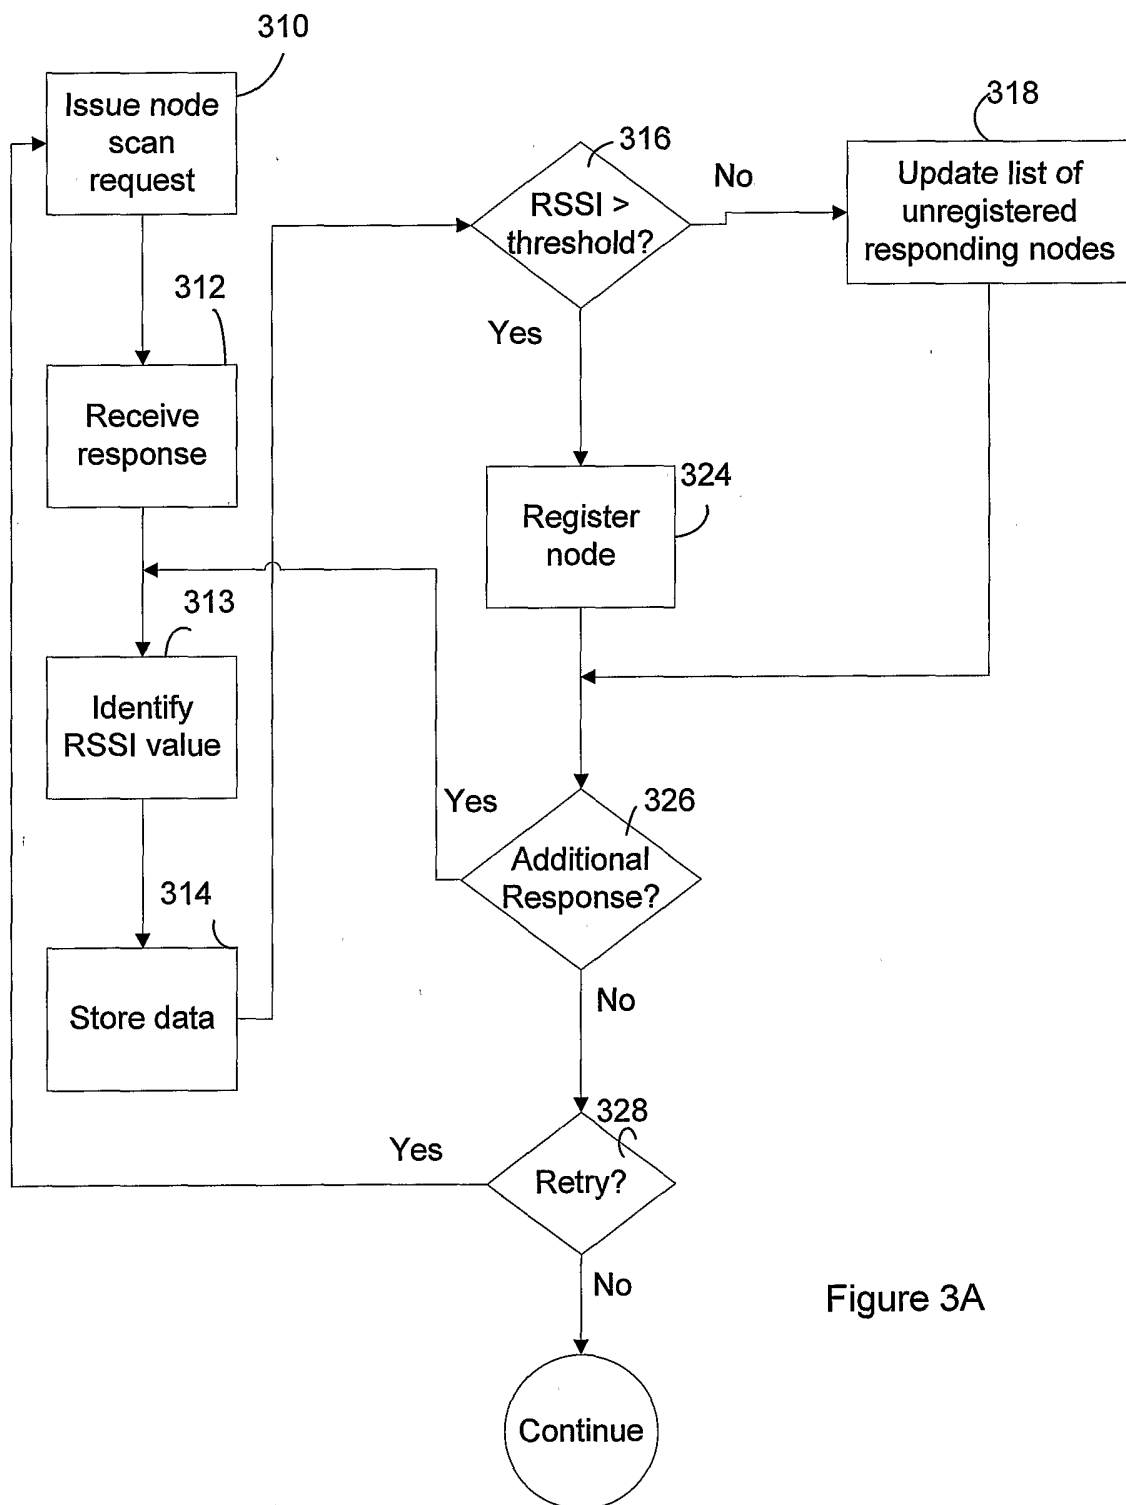 310
Issue node
scan
request
312
Receive
response
313
Identify
RSSI value
314
Store data
316
RSSI >
threshold?
No
Yes
318
Update list of
unregistered
responding nodes
324
Register
node
326
Additional
Response?
Yes
No
328
Retry?
Yes
No
Continue
Figure 3A